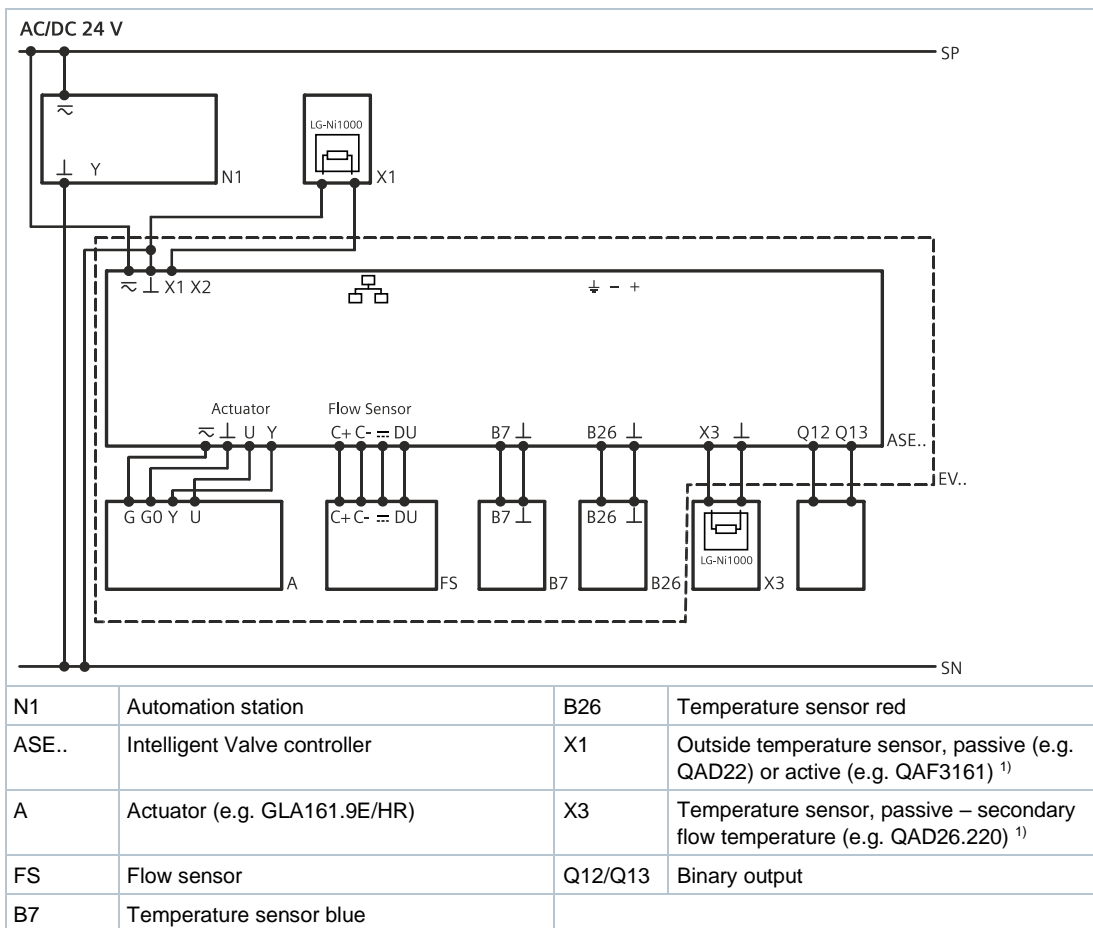 AC/DC 24 V
SP
LG-Ni1000
⊥ Y
N1
X1
⊥ X1 X2
⏚ - +
Actuator
Flow Sensor
⊥ U Y
C+ C- DU
B7 ⊥
B26 ⊥
X3 ⊥
Q12 Q13
ASE..
EV..
G G0 Y U
C+ C- DU
B7 ⊥
B26 ⊥
LG-Ni1000
A
FS
B7
B26
X3
SN
N1 Automation station B26 Temperature sensor red
ASE.. Intelligent Valve controller X1 Outside temperature sensor, passive (e.g.
QAD22) or active (e.g. QAF3161) 1)
A Actuator (e.g. GLA161.9E/HR) X3 Temperature sensor, passive – secondary
flow temperature (e.g. QAD26.220) 1)
FS Flow sensor Q12/Q13 Binary output
B7 Temperature sensor blue